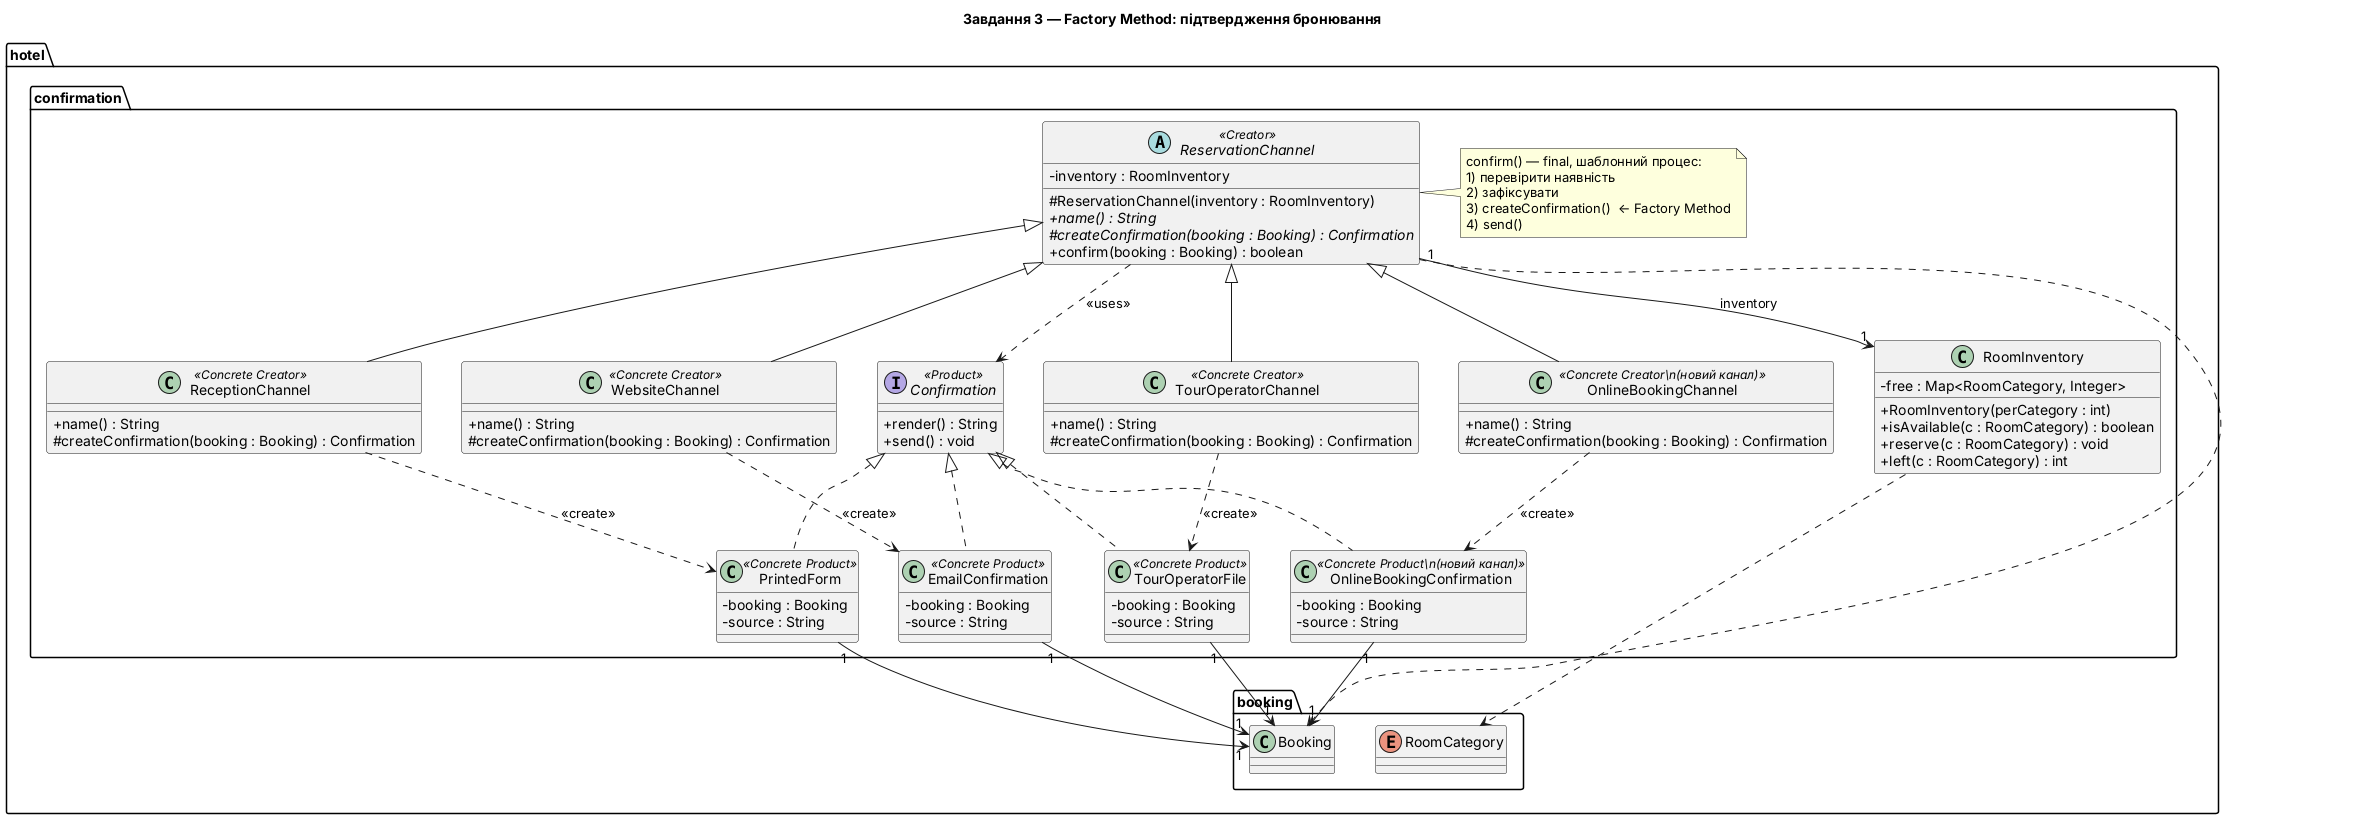 Завдання 3 — Factory Method: підтвердження бронювання
hotel
confirmation
A
«Creator»
ReservationChannel
-inventory : RoomInventory
#ReservationChannel(inventory : RoomInventory)
+name() : String
#createConfirmation(booking : Booking) : Confirmation
+confirm(booking : Booking) : boolean
confirm() — final, шаблонний процес:
1) перевірити наявність
2) зафіксувати
3) createConfirmation() ← Factory Method
4) send()
1
«uses»
inventory
1
C
«Concrete Creator»
ReceptionChannel
+name() : String
#createConfirmation(booking : Booking) : Confirmation
C
«Concrete Creator»
WebsiteChannel
+name() : String
#createConfirmation(booking : Booking) : Confirmation
I
«Product»
Confirmation
+render() : String
+send() : void
C
«Concrete Creator»
TourOperatorChannel
+name() : String
#createConfirmation(booking : Booking) : Confirmation
C
«Concrete Creator\n(новий канал)»
OnlineBookingChannel
+name() : String
#createConfirmation(booking : Booking) : Confirmation
C
RoomInventory
-free : Map<RoomCategory, Integer>
+RoomInventory(perCategory : int)
+isAvailable(c : RoomCategory) : boolean
+reserve(c : RoomCategory) : void
+left(c : RoomCategory) : int
«create»
«create»
«create»
«create»
C
«Concrete Product»
PrintedForm
-booking : Booking
-source : String
C
«Concrete Product»
EmailConfirmation
-booking : Booking
-source : String
C
«Concrete Product»
TourOperatorFile
-booking : Booking
-source : String
C
«Concrete Product\n(новий канал)»
OnlineBookingConfirmation
-booking : Booking
-source : String
1
1
1
1
booking
1
1
1
1
C
Booking
E
RoomCategory